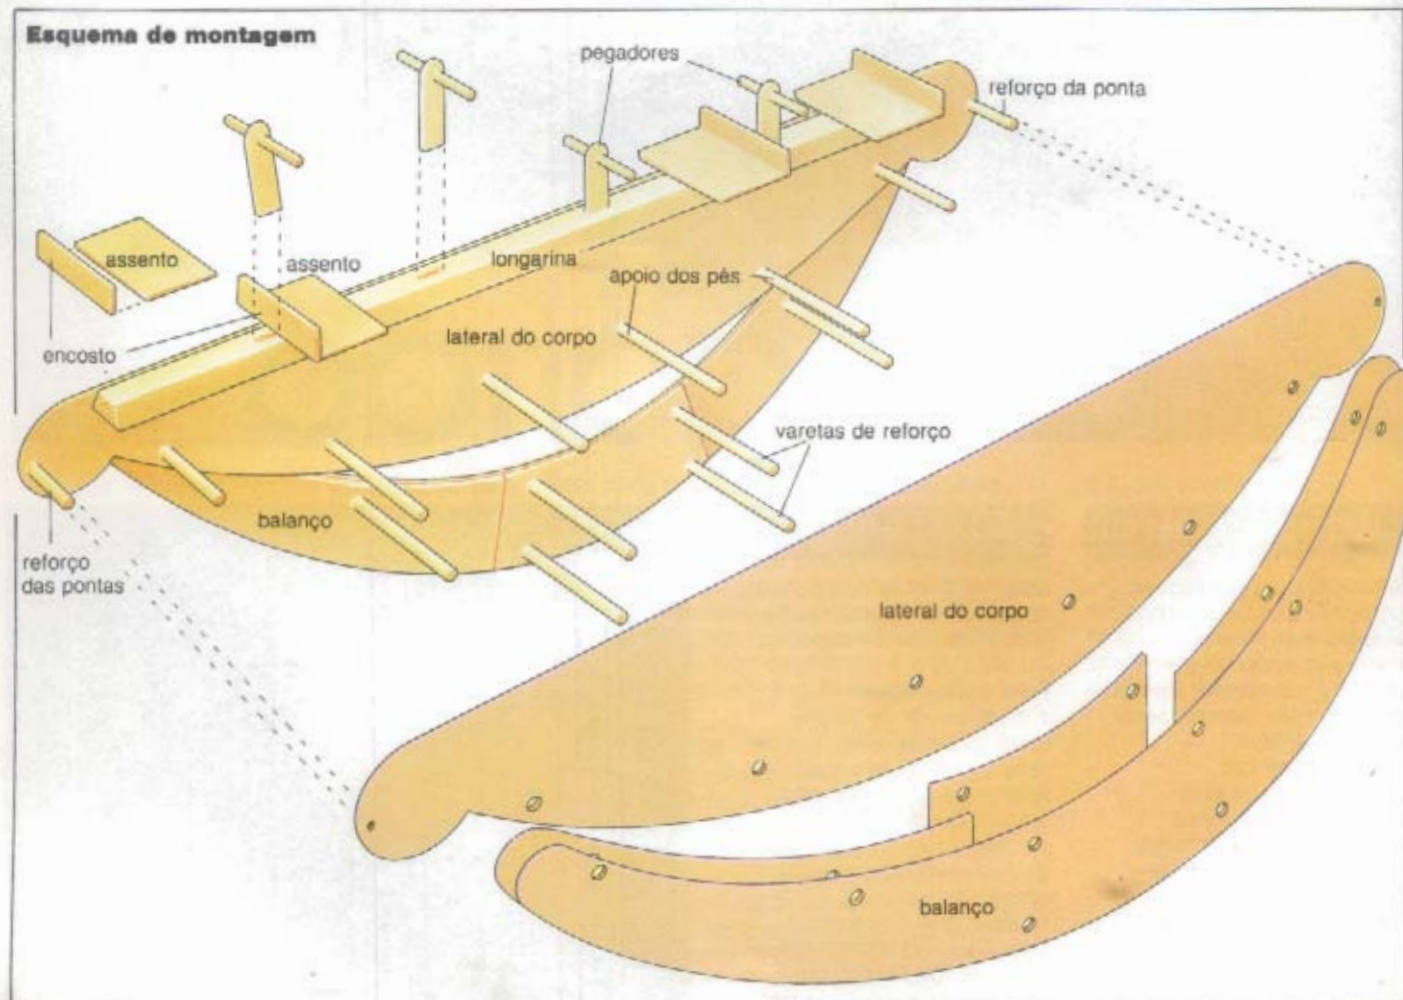 Esquema de montagem
pegadores
reforço da ponta
assento
assento
longarina
apoio dos pés
encosto
lateral do corpo
varetas de reforço
balanço
reforço
das pontas
lateral do corpo
balanço